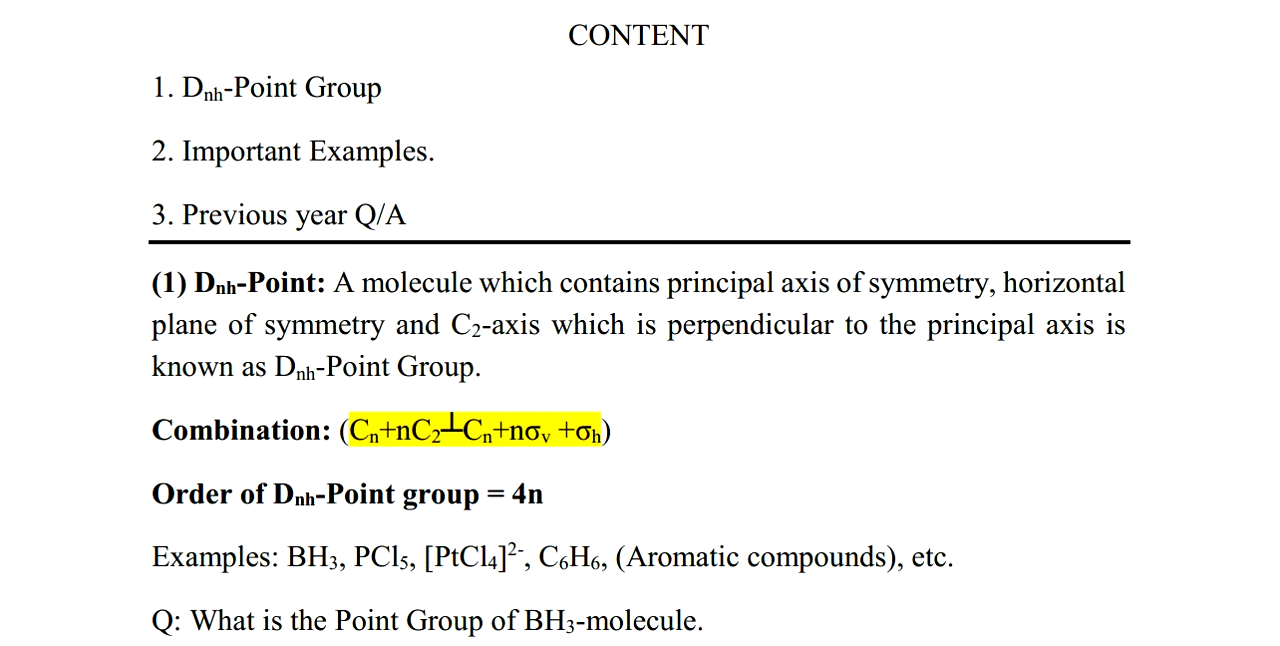 CONTENT
1. Dₙₕ-Point Group
2. Important Examples.
3. Previous year Q/A
(1) Dₙₕ-Point: A molecule which contains principal axis of symmetry, horizontal
plane of symmetry and C₂-axis which is perpendicular to the principal axis is
known as Dₙₕ-Point Group.
Combination: (Cₙ+nC₂⊥Cₙ+nσᵥ +σₕ)
Order of Dₙₕ-Point group = 4n
Examples: BH₃, PCl₅, [PtCl₄]²⁻, C₆H₆, (Aromatic compounds), etc.
Q: What is the Point Group of BH₃-molecule.